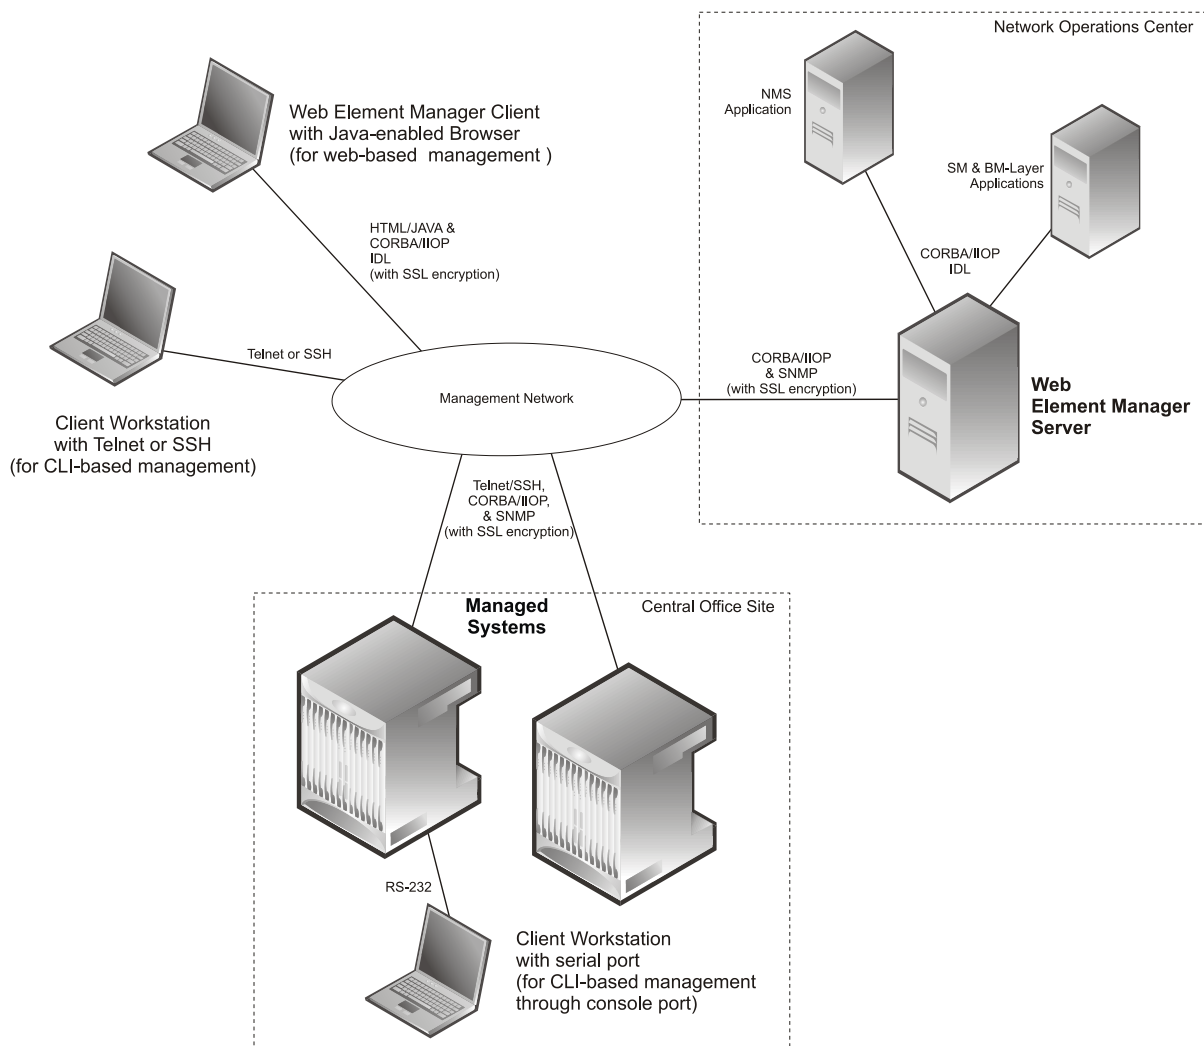 Network Operations Center
NMS
Application
SM & BM-Layer
Applications
Web Element Manager Client
with Java-enabled Browser
(for web-based  management )
HTML/JAVA &
CORBA/IIOP
IDL
(with SSL encryption)
CORBA/IIOP
IDL
Telnet or SSH
Client Workstation
with Telnet or SSH
(for CLI-based management)
Management Network
CORBA/IIOP
& SNMP
(with SSL encryption)
Web
Element Manager
Server
Telnet/SSH,
CORBA/IIOP,
& SNMP
(with SSL encryption)
Managed
Systems
Central Office Site
RS-232
Client Workstation
with serial port
(for CLI-based management
through console port)